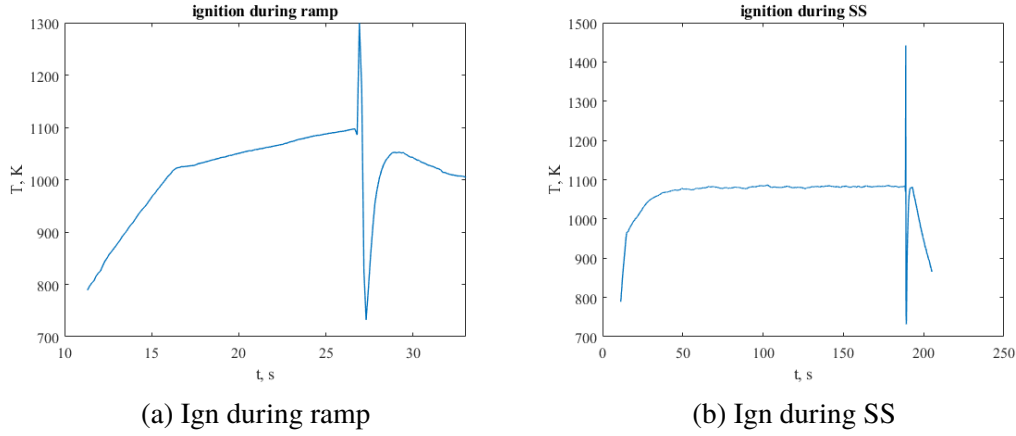 ignition during ramp
1300
1200
1100
1000
900
800
700
10 15 20 25 30
T, K
t, s
(a) Ign during ramp
ignition during SS
1500
1400
1300
1200
1100
1000
900
800
700
0 50 100 150 200 250
T, K
t, s
(b) Ign during SS